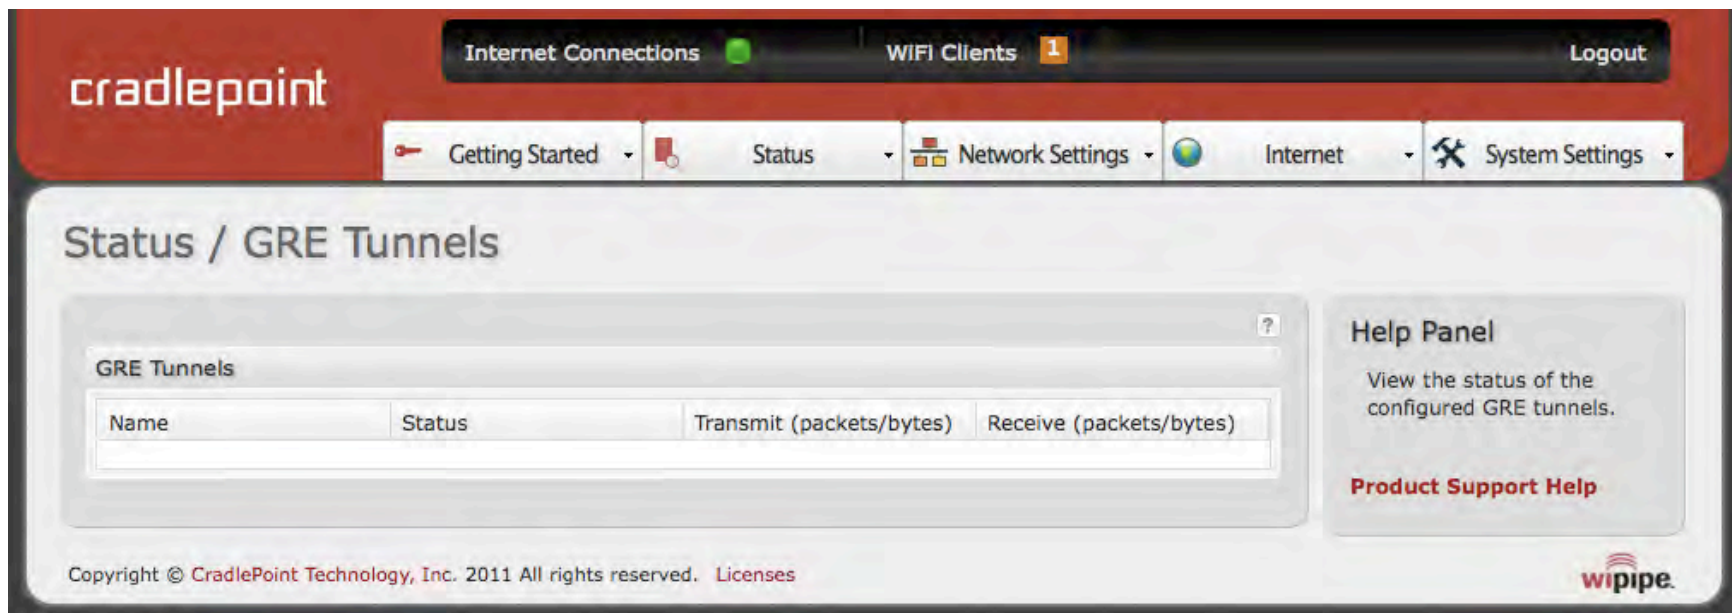 Internet Connections WiFi Clients 1 Logout
cradlepoint
Getting Started Status Network Settings Internet System Settings
Status / GRE Tunnels
?
Help Panel
GRE Tunnels
View the status of the
configured GRE tunnels.
Name Status Transmit (packets/bytes) Receive (packets/bytes)
Product Support Help
Copyright © CradlePoint Technology, Inc. 2011 All rights reserved. Licenses
wipipe